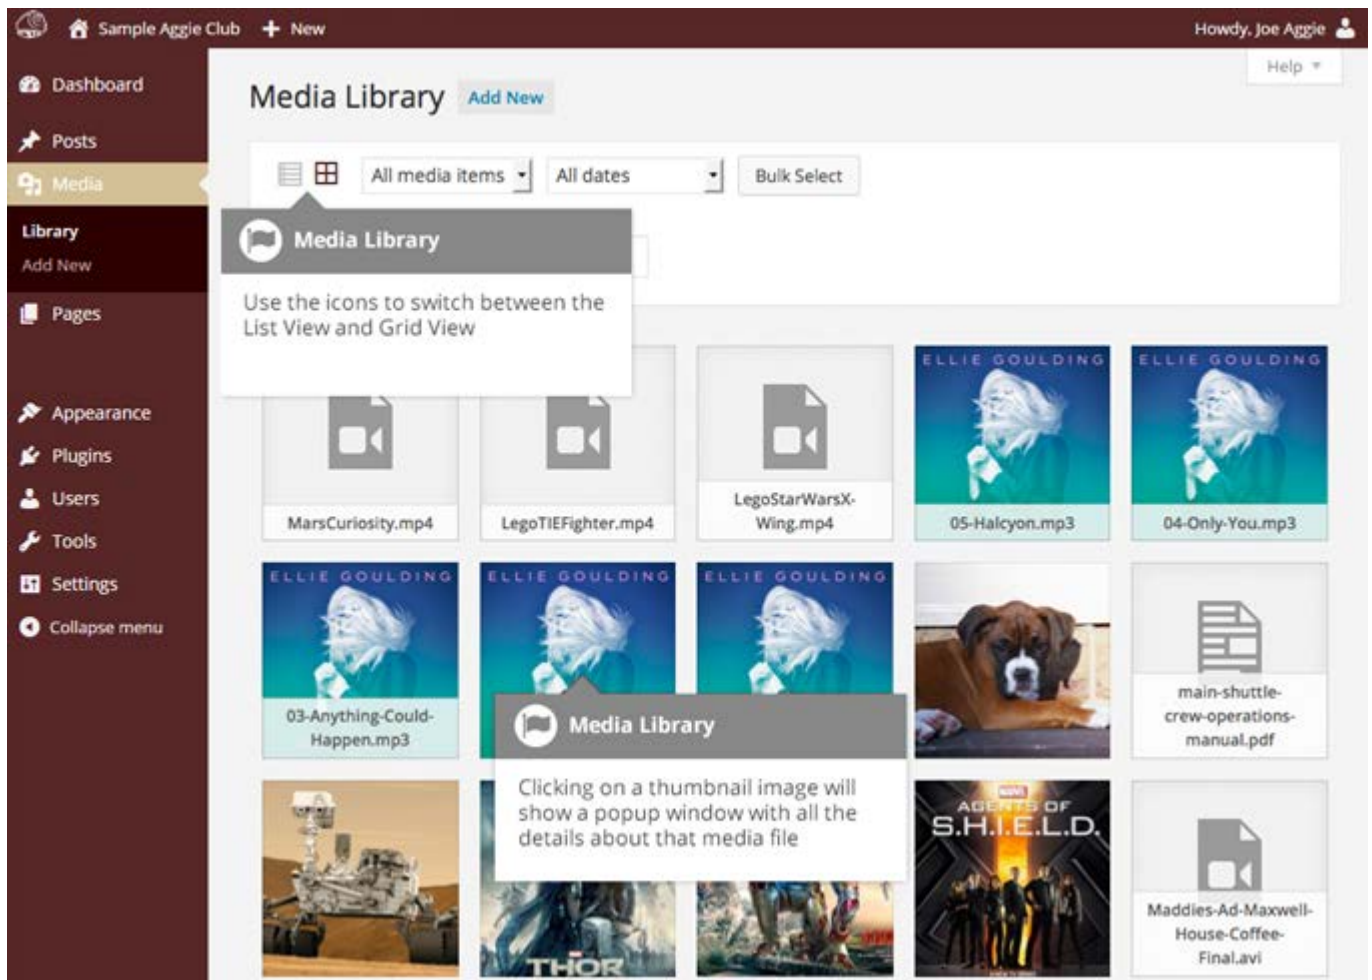 Sample Aggie Club + New
Howdy, Joe Aggie
Help
Dashboard
Posts
Media
Library
Add New
Pages
Appearance
Plugins
Users
Tools
Settings
Collapse menu
Media Library Add New
All media items All dates Bulk Select
Media Library
Use the icons to switch between the
List View and Grid View
MarsCuriosity.mp4
LegoTIEFighter.mp4
LegoStarWarsX-
Wing.mp4
ELLIE GOULDING
05-Halcyon.mp3
ELLIE GOULDING
04-Only-You.mp3
ELLIE GOULDING
03-Anything-Could-
Happen.mp3
ELLIE GOULDING
ELLIE GOULDING
Media Library
Clicking on a thumbnail image will
show a popup window with all the
details about that media file
main-shuttle-
crew-operations-
manual.pdf
THOR
MARVEL
AGENTS OF
S.H.I.E.L.D.
Maddies-Ad-Maxwell-
House-Coffee-
Final.avi